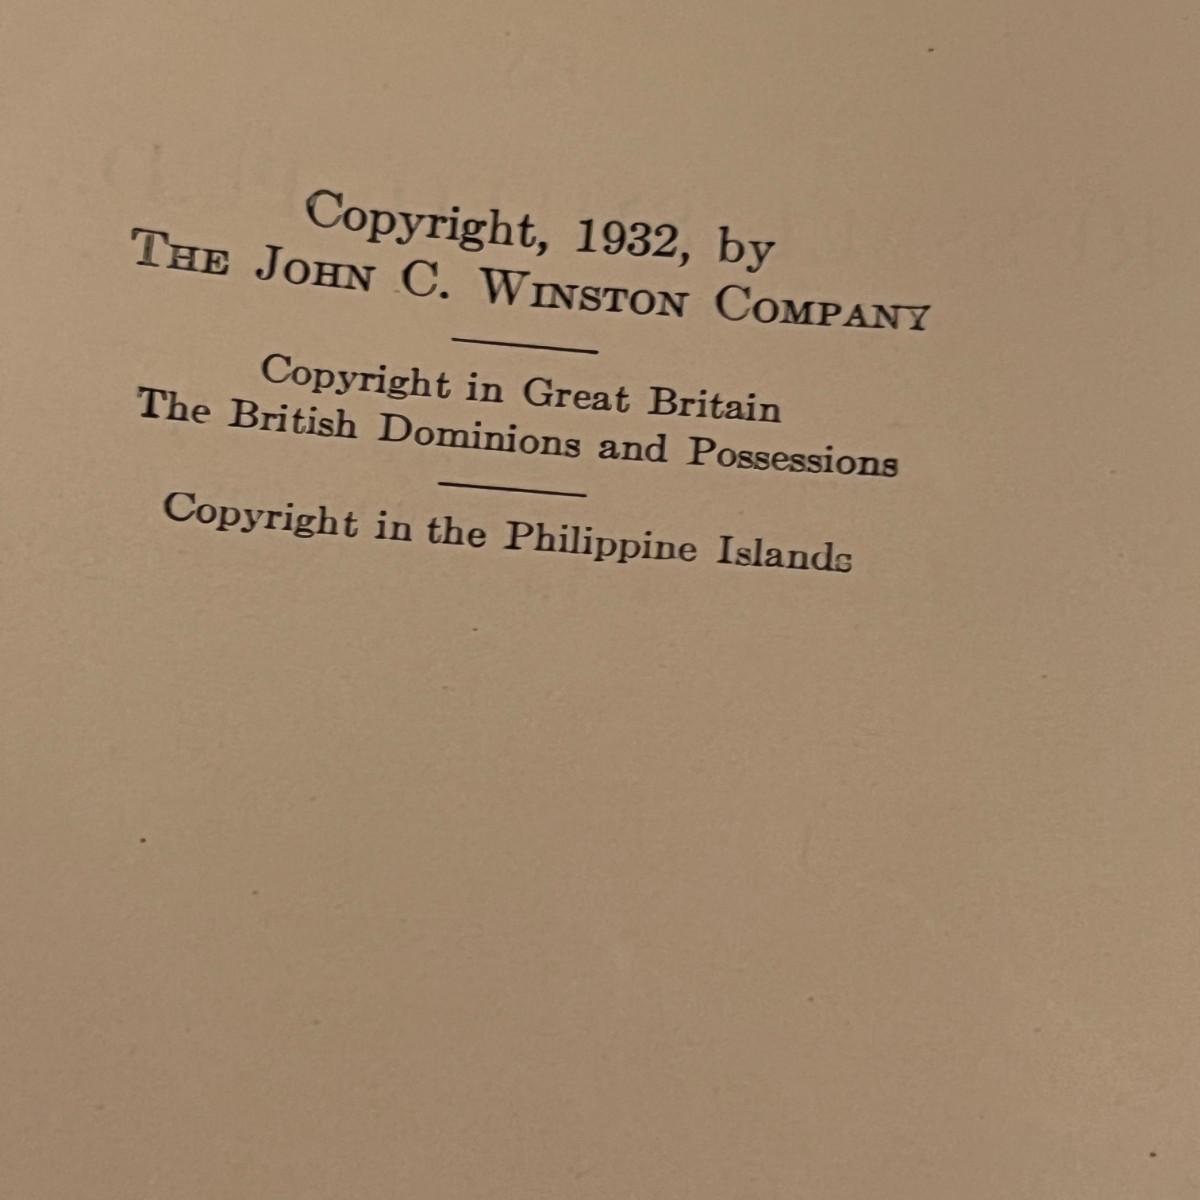 Copyright, 1932, by
THE JOHN C. WINSTON COMPANY
Copyright in Great Britain
The British Dominions and Possessions
Copyright in the Philippine Islands